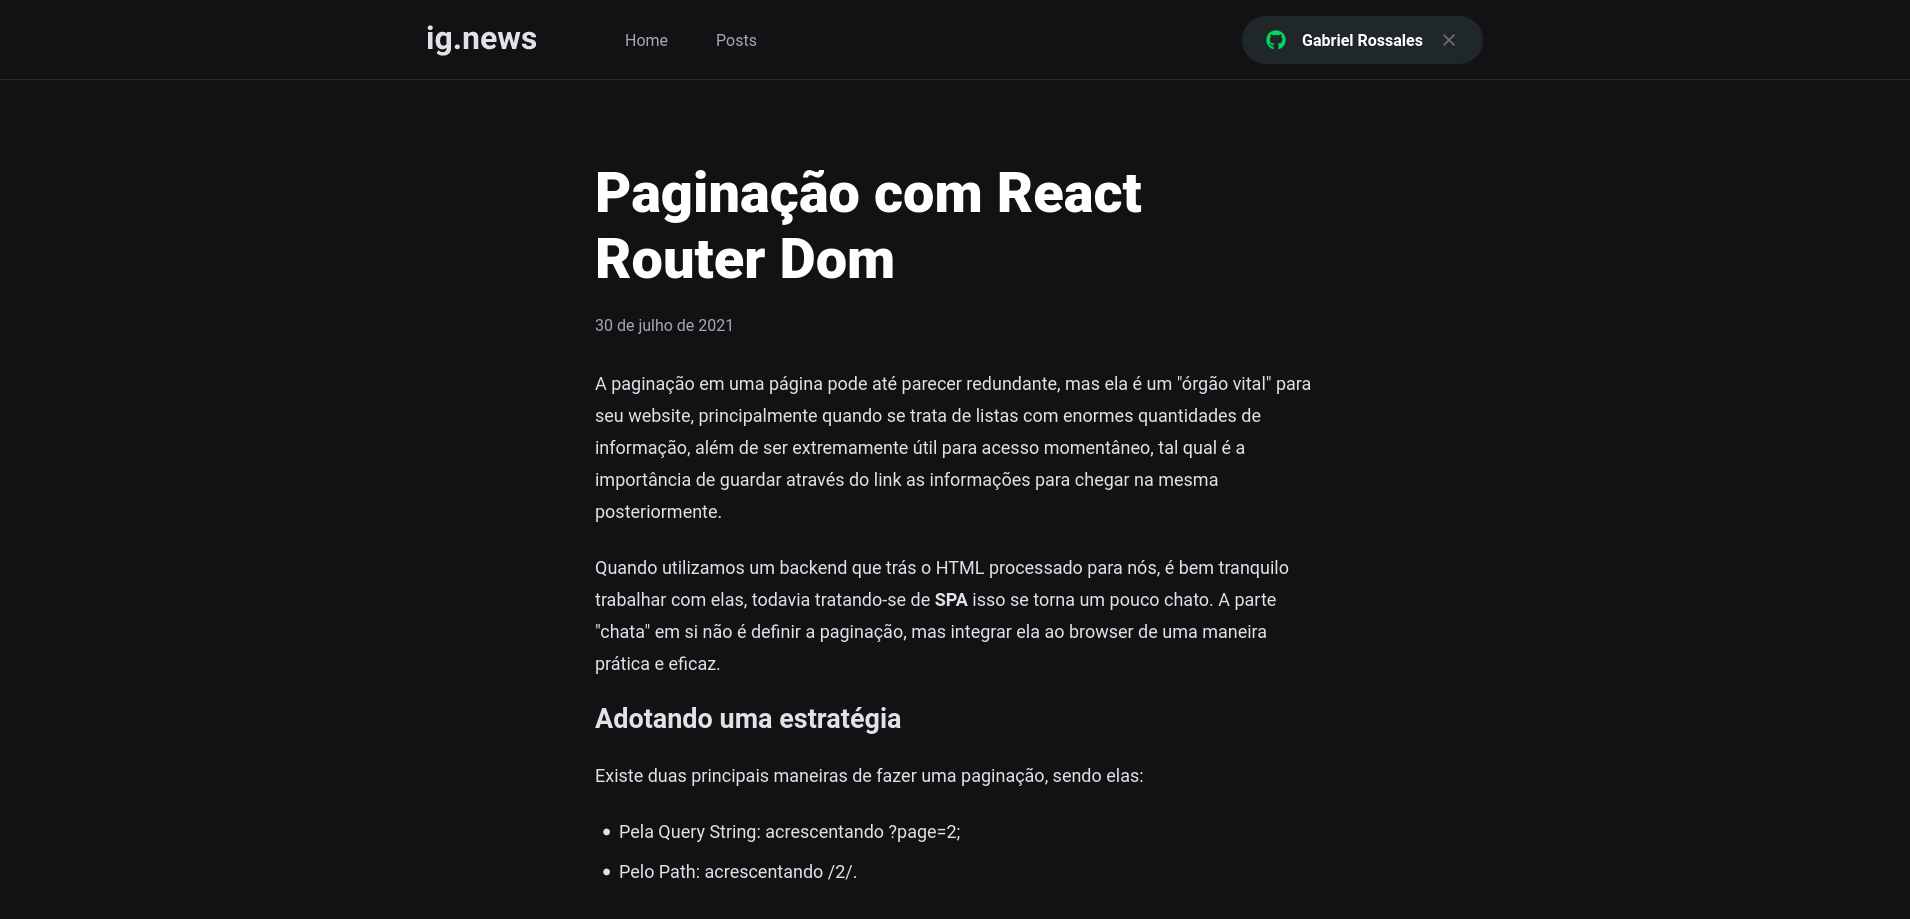 ig.news
Home
Posts
Gabriel Rossales
Paginação com React
Router Dom
30 de julho de 2021
A paginação em uma página pode até parecer redundante, mas ela é um "órgão vital" para
seu website, principalmente quando se trata de listas com enormes quantidades de
informação, além de ser extremamente útil para acesso momentâneo, tal qual é a
importância de guardar através do link as informações para chegar na mesma
posteriormente.
Quando utilizamos um backend que trás o HTML processado para nós, é bem tranquilo
trabalhar com elas, todavia tratando-se de SPA isso se torna um pouco chato. A parte
"chata" em si não é definir a paginação, mas integrar ela ao browser de uma maneira
prática e eficaz.
Adotando uma estratégia
Existe duas principais maneiras de fazer uma paginação, sendo elas:
• Pela Query String: acrescentando ?page=2;
• Pelo Path: acrescentando /2/.